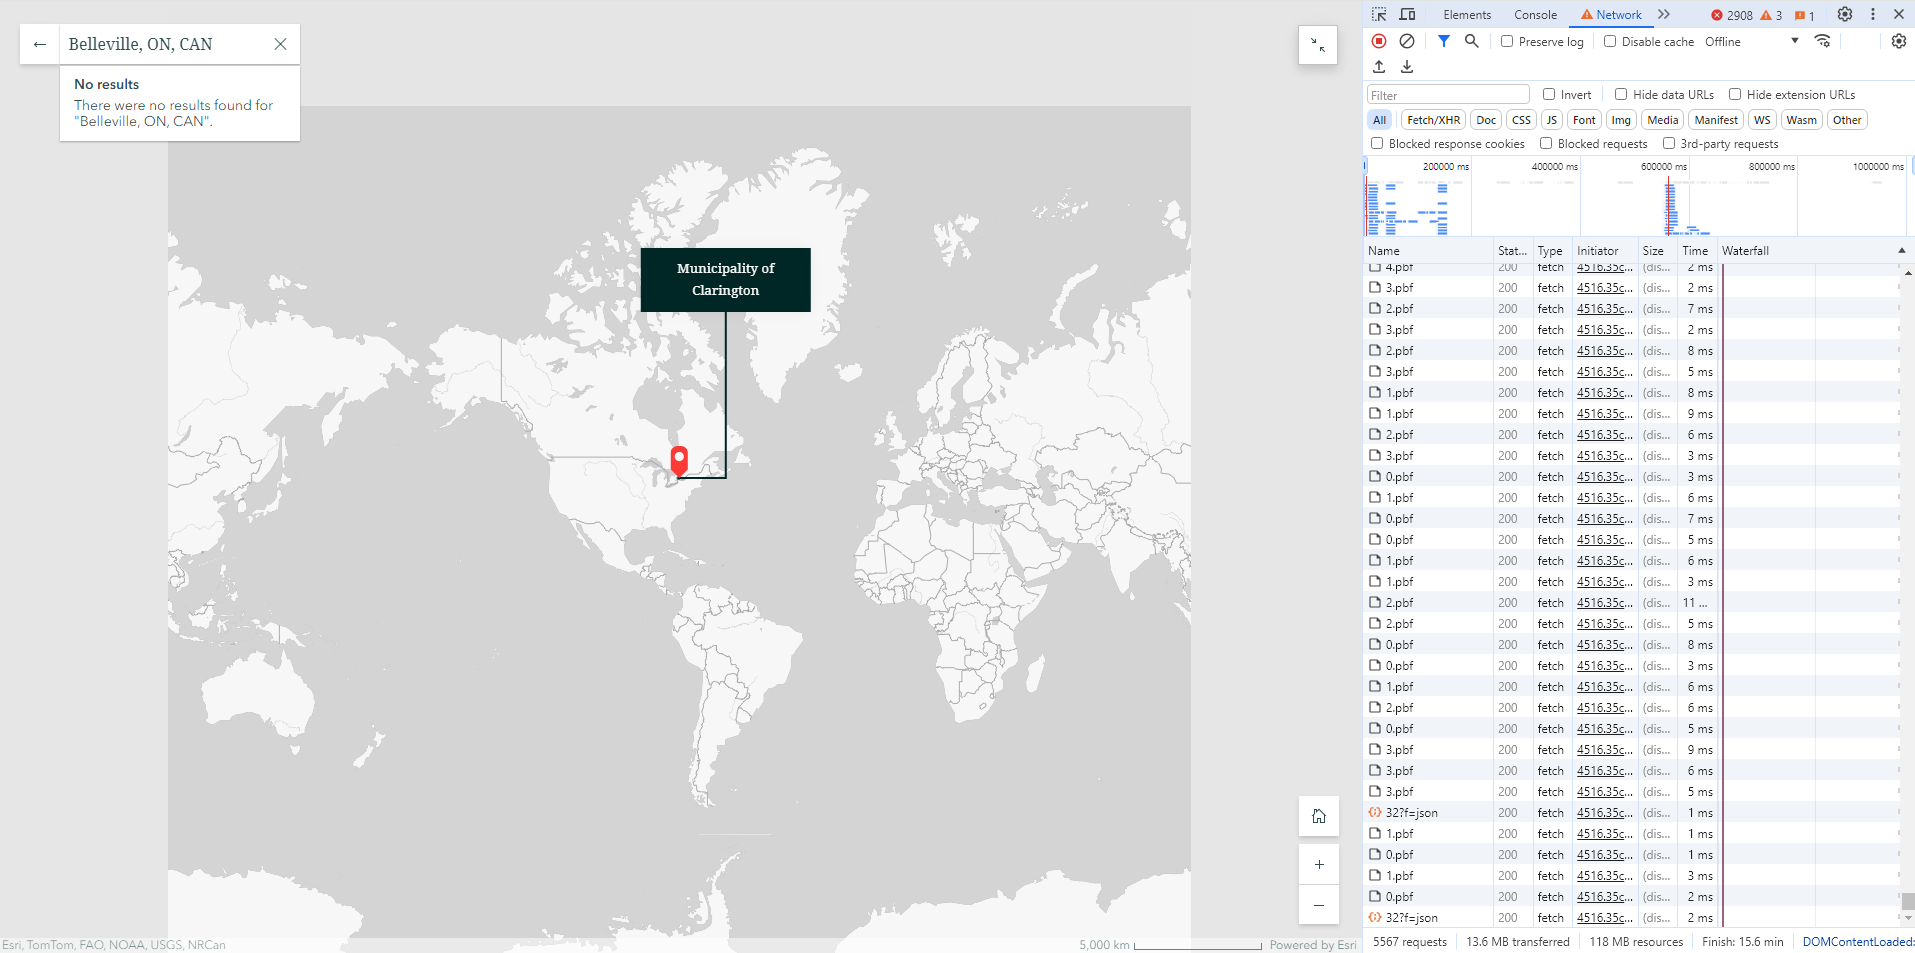 Belleville, ON, CAN
No results
There were no results found for
"Belleville, ON, CAN".
Municipality of
Clarington
Esri, TomTom, FAO, NOAA, USGS, NRCan
5,000 km
Powered by Esri
Elements Console Network 2908 3 1
Preserve log Disable cache Offline
Filter Invert Hide data URLs Hide extension URLs
All Fetch/XHR Doc CSS JS Font Img Media Manifest WS Wasm Other
Blocked response cookies Blocked requests 3rd-party requests
200000 ms 400000 ms 600000 ms 800000 ms 1000000 ms
Name Stat... Type Initiator Size Time Waterfall
4.pbf 200 fetch 4516.35c... (dis... 2 ms
3.pbf 200 fetch 4516.35c... (dis... 2 ms
2.pbf 200 fetch 4516.35c... (dis... 7 ms
3.pbf 200 fetch 4516.35c... (dis... 2 ms
2.pbf 200 fetch 4516.35c... (dis... 8 ms
3.pbf 200 fetch 4516.35c... (dis... 5 ms
1.pbf 200 fetch 4516.35c... (dis... 8 ms
1.pbf 200 fetch 4516.35c... (dis... 9 ms
2.pbf 200 fetch 4516.35c... (dis... 6 ms
3.pbf 200 fetch 4516.35c... (dis... 3 ms
0.pbf 200 fetch 4516.35c... (dis... 3 ms
1.pbf 200 fetch 4516.35c... (dis... 6 ms
0.pbf 200 fetch 4516.35c... (dis... 7 ms
0.pbf 200 fetch 4516.35c... (dis... 5 ms
1.pbf 200 fetch 4516.35c... (dis... 6 ms
1.pbf 200 fetch 4516.35c... (dis... 3 ms
2.pbf 200 fetch 4516.35c... (dis... 11 ...
2.pbf 200 fetch 4516.35c... (dis... 5 ms
0.pbf 200 fetch 4516.35c... (dis... 8 ms
0.pbf 200 fetch 4516.35c... (dis... 3 ms
1.pbf 200 fetch 4516.35c... (dis... 6 ms
2.pbf 200 fetch 4516.35c... (dis... 6 ms
0.pbf 200 fetch 4516.35c... (dis... 5 ms
3.pbf 200 fetch 4516.35c... (dis... 9 ms
3.pbf 200 fetch 4516.35c... (dis... 6 ms
3.pbf 200 fetch 4516.35c... (dis... 5 ms
32?f=json 200 fetch 4516.35c... (dis... 1 ms
1.pbf 200 fetch 4516.35c... (dis... 1 ms
0.pbf 200 fetch 4516.35c... (dis... 1 ms
1.pbf 200 fetch 4516.35c... (dis... 3 ms
0.pbf 200 fetch 4516.35c... (dis... 2 ms
32?f=json 200 fetch 4516.35c... (dis... 2 ms
5567 requests 13.6 MB transferred 118 MB resources Finish: 15.6 min DOMContentLoaded: